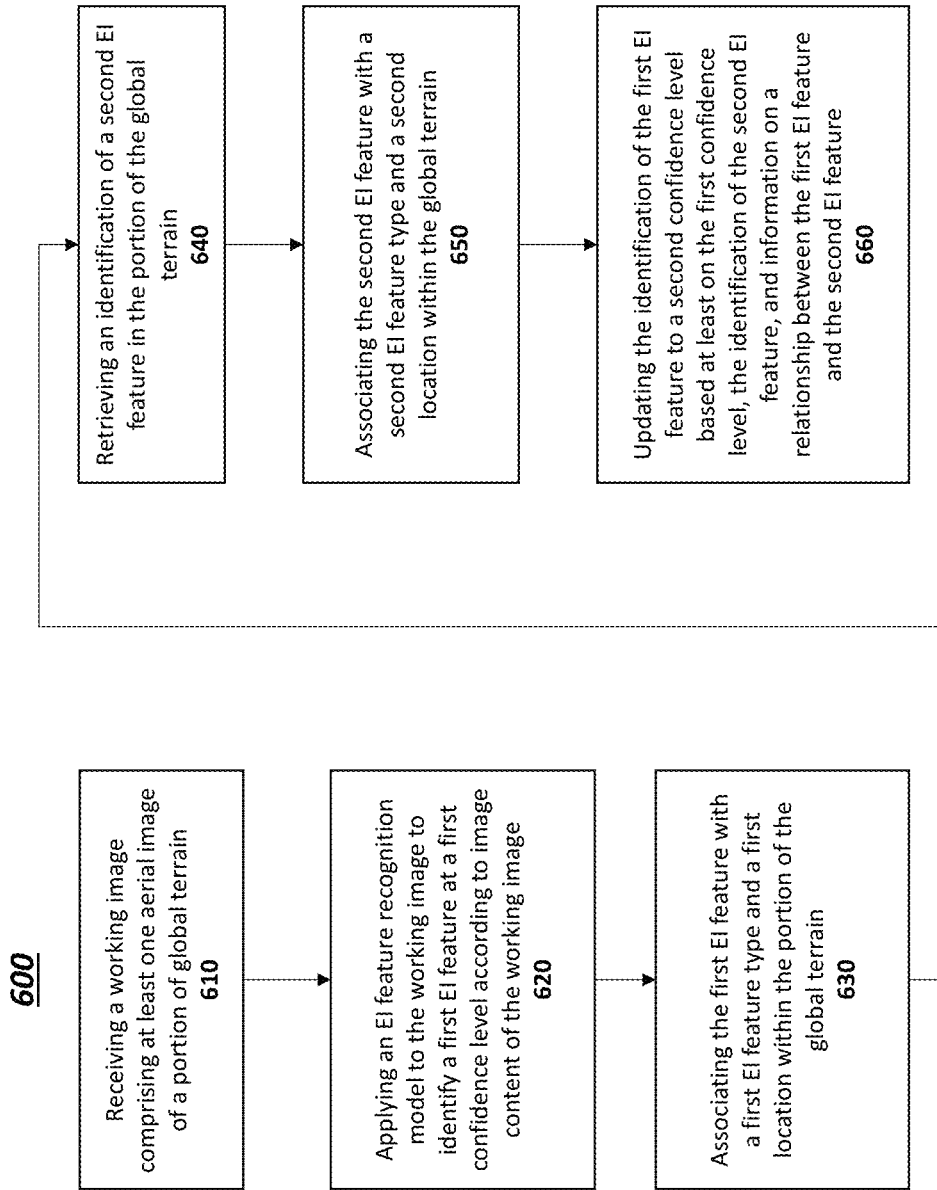 600
Receiving a working image
comprising at least one aerial image
of a portion of global terrain
610
Applying an EI feature recognition
model to the working image to
identify a first EI feature at a first
confidence level according to image
content of the working image
620
Associating the first EI feature with
a first EI feature type and a first
location within the portion of the
global terrain
630
Retrieving an identification of a second EI
feature in the portion of the global
terrain
640
Associating the second EI feature with a
second EI feature type and a second
location within the global terrain
650
Updating the identification of the first EI
feature to a second confidence level
based at least on the first confidence
level, the identification of the second EI
feature, and information on a
relationship between the first EI feature
and the second EI feature
660